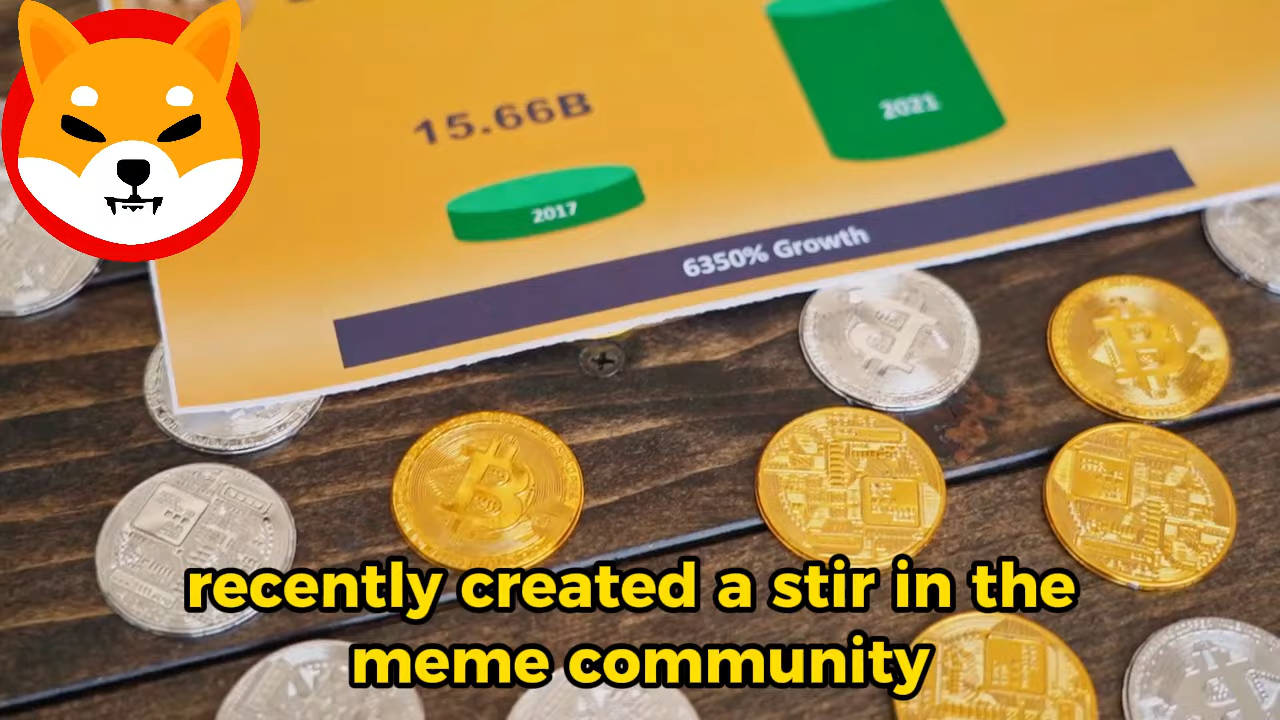 15.66B
2021
2017
6350% Growth
recently created a stir in the
meme community